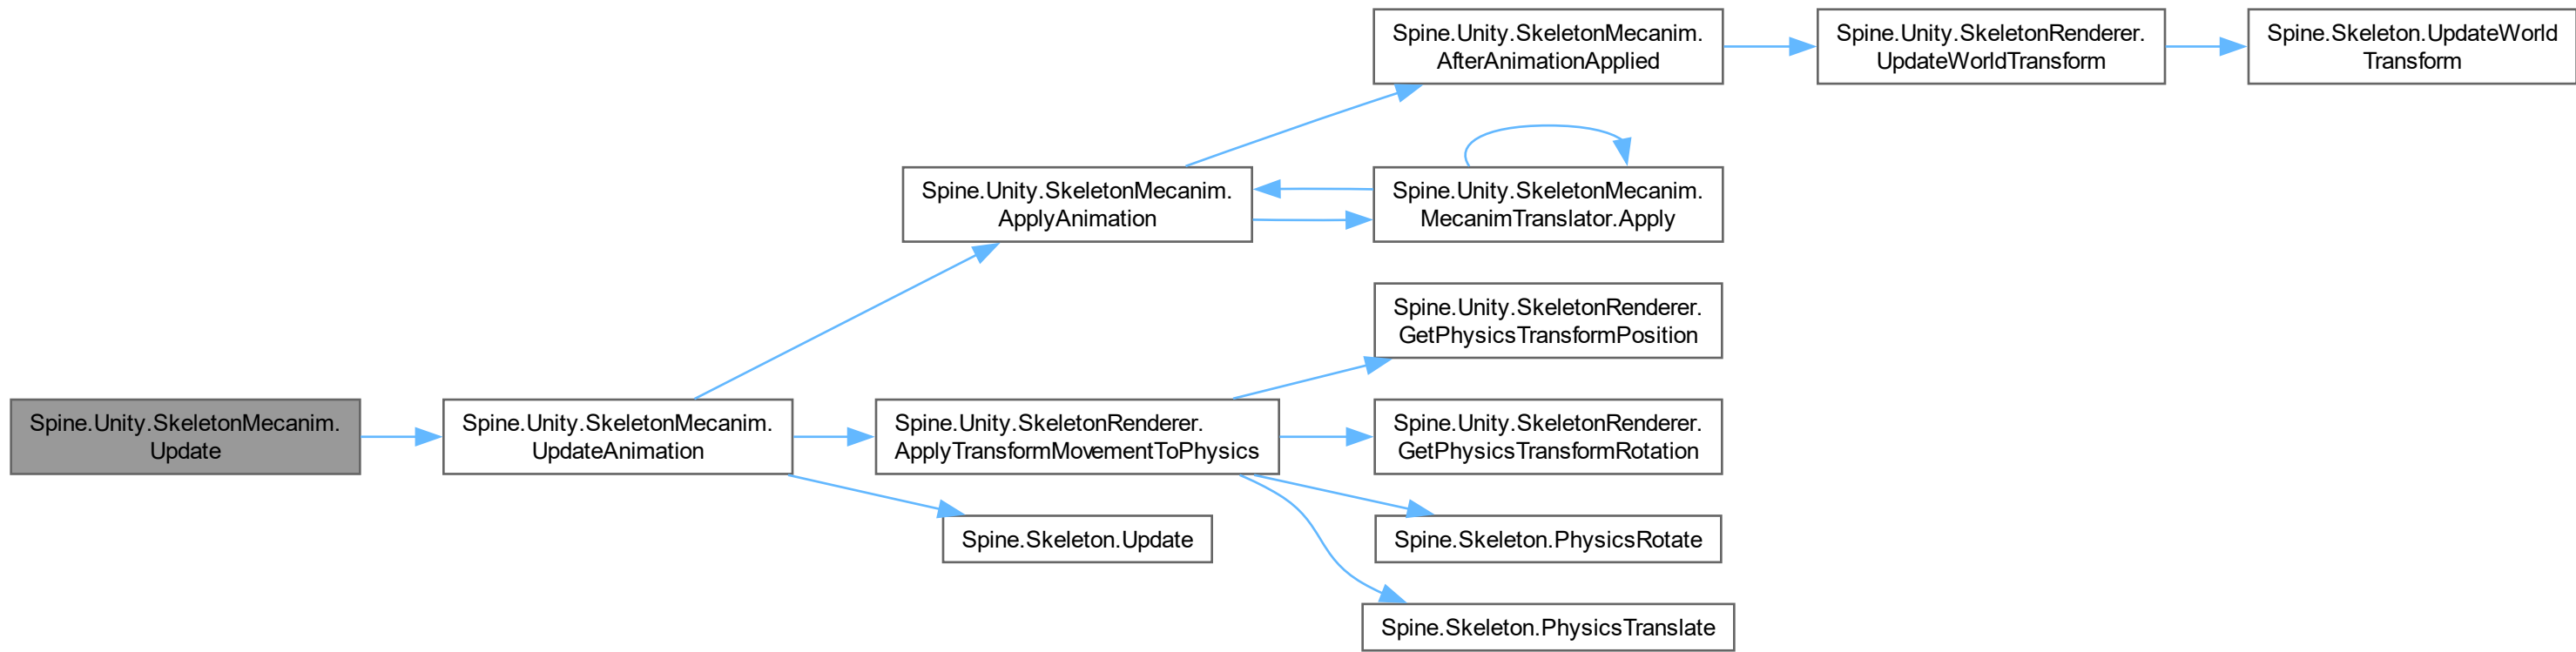 Spine.Unity.SkeletonMecanim.
Update
Spine.Unity.SkeletonMecanim.
UpdateAnimation
Spine.Unity.SkeletonMecanim.
ApplyAnimation
Spine.Unity.SkeletonMecanim.
AfterAnimationApplied
Spine.Unity.SkeletonRenderer.
UpdateWorldTransform
Spine.Skeleton.UpdateWorld
Transform
Spine.Unity.SkeletonMecanim.
MecanimTranslator.Apply
Spine.Unity.SkeletonRenderer.
ApplyTransformMovementToPhysics
Spine.Unity.SkeletonRenderer.
GetPhysicsTransformPosition
Spine.Unity.SkeletonRenderer.
GetPhysicsTransformRotation
Spine.Skeleton.PhysicsRotate
Spine.Skeleton.PhysicsTranslate
Spine.Skeleton.Update